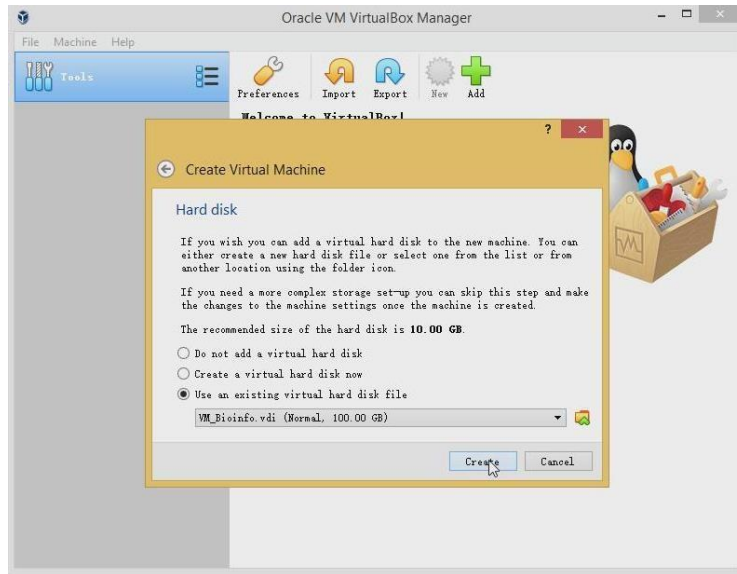 Oracle VM VirtualBox Manager
File Machine Help
Tools
Preferences Import Export New Add
Welcome to VirtualBox!
?
Create Virtual Machine
Hard disk
If you wish you can add a virtual hard disk to the new machine. You can
either create a new hard disk file or select one from the list or from
another location using the folder icon.
If you need a more complex storage set-up you can skip this step and make
the changes to the machine settings once the machine is created.
The recommended size of the hard disk is 10.00 GB.
Do not add a virtual hard disk
Create a virtual hard disk now
Use an existing virtual hard disk file
VM_Bioinfo.vdi (Normal, 100.00 GB)
Create Cancel